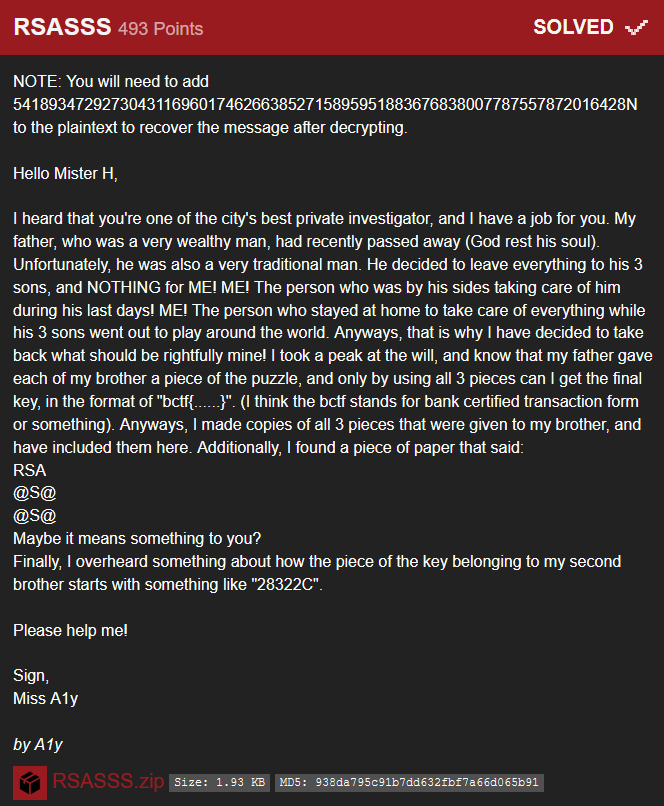 RSASSS 493 Points SOLVED
NOTE: You will need to add
54189347292730431169601746266385271589595188367683800778755787201 6428N
to the plaintext to recover the message after decrypting.
Hello Mister H,
I heard that you're one of the city's best private investigator, and I have a job for you. My
father, who was a very wealthy man, had recently passed away (God rest his soul).
Unfortunately, he was also a very traditional man. He decided to leave everything to his 3
sons, and NOTHING for ME! ME! The person who was by his sides taking care of him
during his last days! ME! The person who stayed at home to take care of everything while
his 3 sons went out to play around the world. Anyways, that is why I have decided to take
back what should be rightfully mine! I took a peak at the will, and know that my father gave
each of my brother a piece of the puzzle, and only by using all 3 pieces can I get the final
key, in the format of "bctf{......}". (I think the bctf stands for bank certified transaction form
or something). Anyways, I made copies of all 3 pieces that were given to my brother, and
have included them here. Additionally, I found a piece of paper that said:
RSA
@S@
@S@
Maybe it means something to you?
Finally, I overheard something about how the piece of the key belonging to my second
brother starts with something like "28322C".
Please help me!
Sign,
Miss A1y
by A1y
RSASSS.zip Size: 1.93 KB MD5: 938da795c91b7dd632fbf7a66d065b91